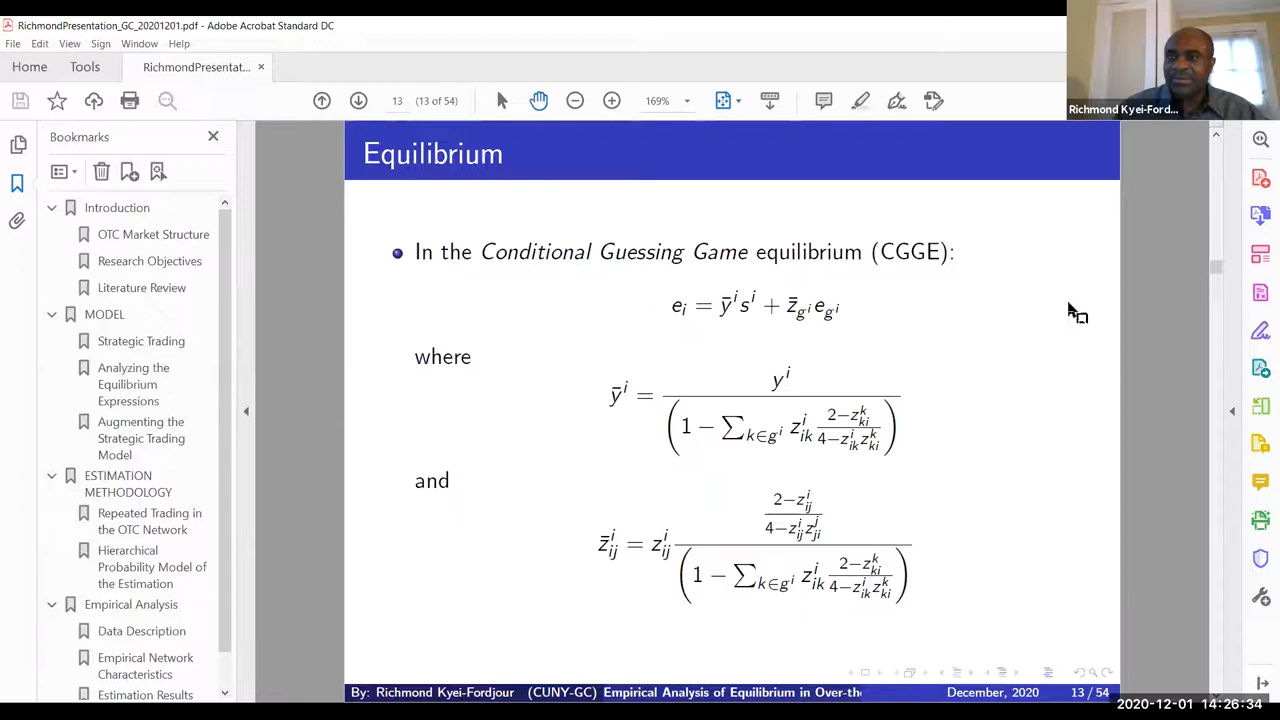 RichmondPresentation_GC_20201201.pdf - Adobe Acrobat Standard DC
File Edit View Sign Window Help
Home Tools RichmondPresentat... ×
13 (13 of 54) 169%
Richmond Kyei-Ford...
Bookmarks
Introduction
OTC Market Structure
Research Objectives
Literature Review
MODEL
Strategic Trading
Analyzing the
Equilibrium
Expressions
Augmenting the
Strategic Trading
Model
ESTIMATION
METHODOLOGY
Repeated Trading in
the OTC Network
Hierarchical
Probability Model of
the Estimation
Empirical Analysis
Data Description
Empirical Network
Characteristics
Estimation Results
Equilibrium
In the Conditional Guessing Game equilibrium (CGGE):
e_i = ȳ^i s^i + z̄_{g^i} e_{g^i}
where
ȳ^i = y^i / (1 − ∑_{k∈g^i} z^i_{ik} (2−z^k_{ki})/(4−z^i_{ik}z^k_{ki}))
and
z̄^i_{ij} = z^i_{ij} ((2−z^i_{ij})/(4−z^i_{ij}z^j_{ji})) / (1 − ∑_{k∈g^i} z^i_{ik} (2−z^k_{ki})/(4−z^i_{ik}z^k_{ki}))
By: Richmond Kyei-Fordjour (CUNY-GC) Empirical Analysis of Equilibrium in Over-the December, 2020 13 / 54
2020-12-01 14:26:34